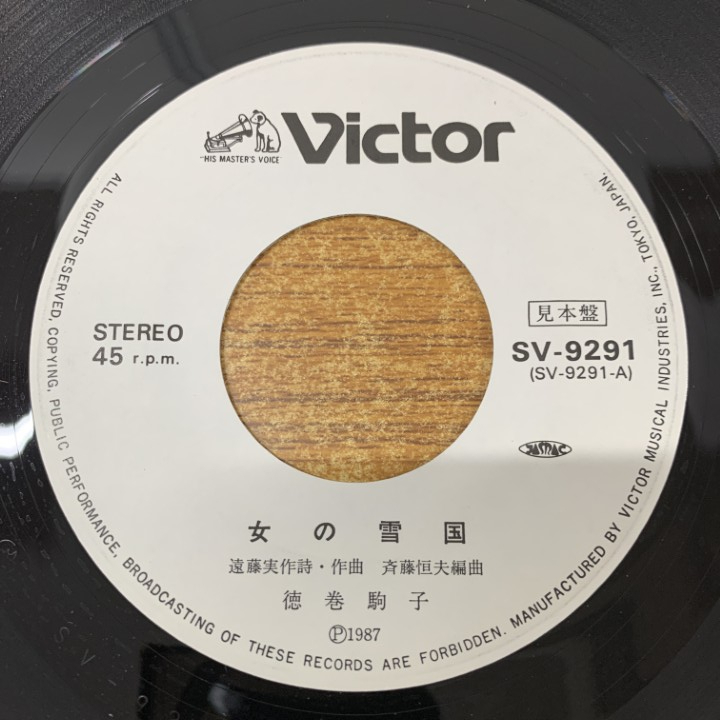 "HIS MASTER'S VOICE"
Victor
STEREO
45 r.p.m.
見本盤
SV-9291
(SV-9291-A)
JASRAC
女の雪国
遠藤実作詩・作曲 斉藤恒夫編曲
徳巻駒子
Ⓟ1987
ALL RIGHTS RESERVED, COPYING, PUBLIC PERFORMANCE, BROADCASTING OF THESE RECORDS ARE FORBIDDEN. MANUFACTURED BY VICTOR MUSICAL INDUSTRIES, INC., TOKYO, JAPAN.